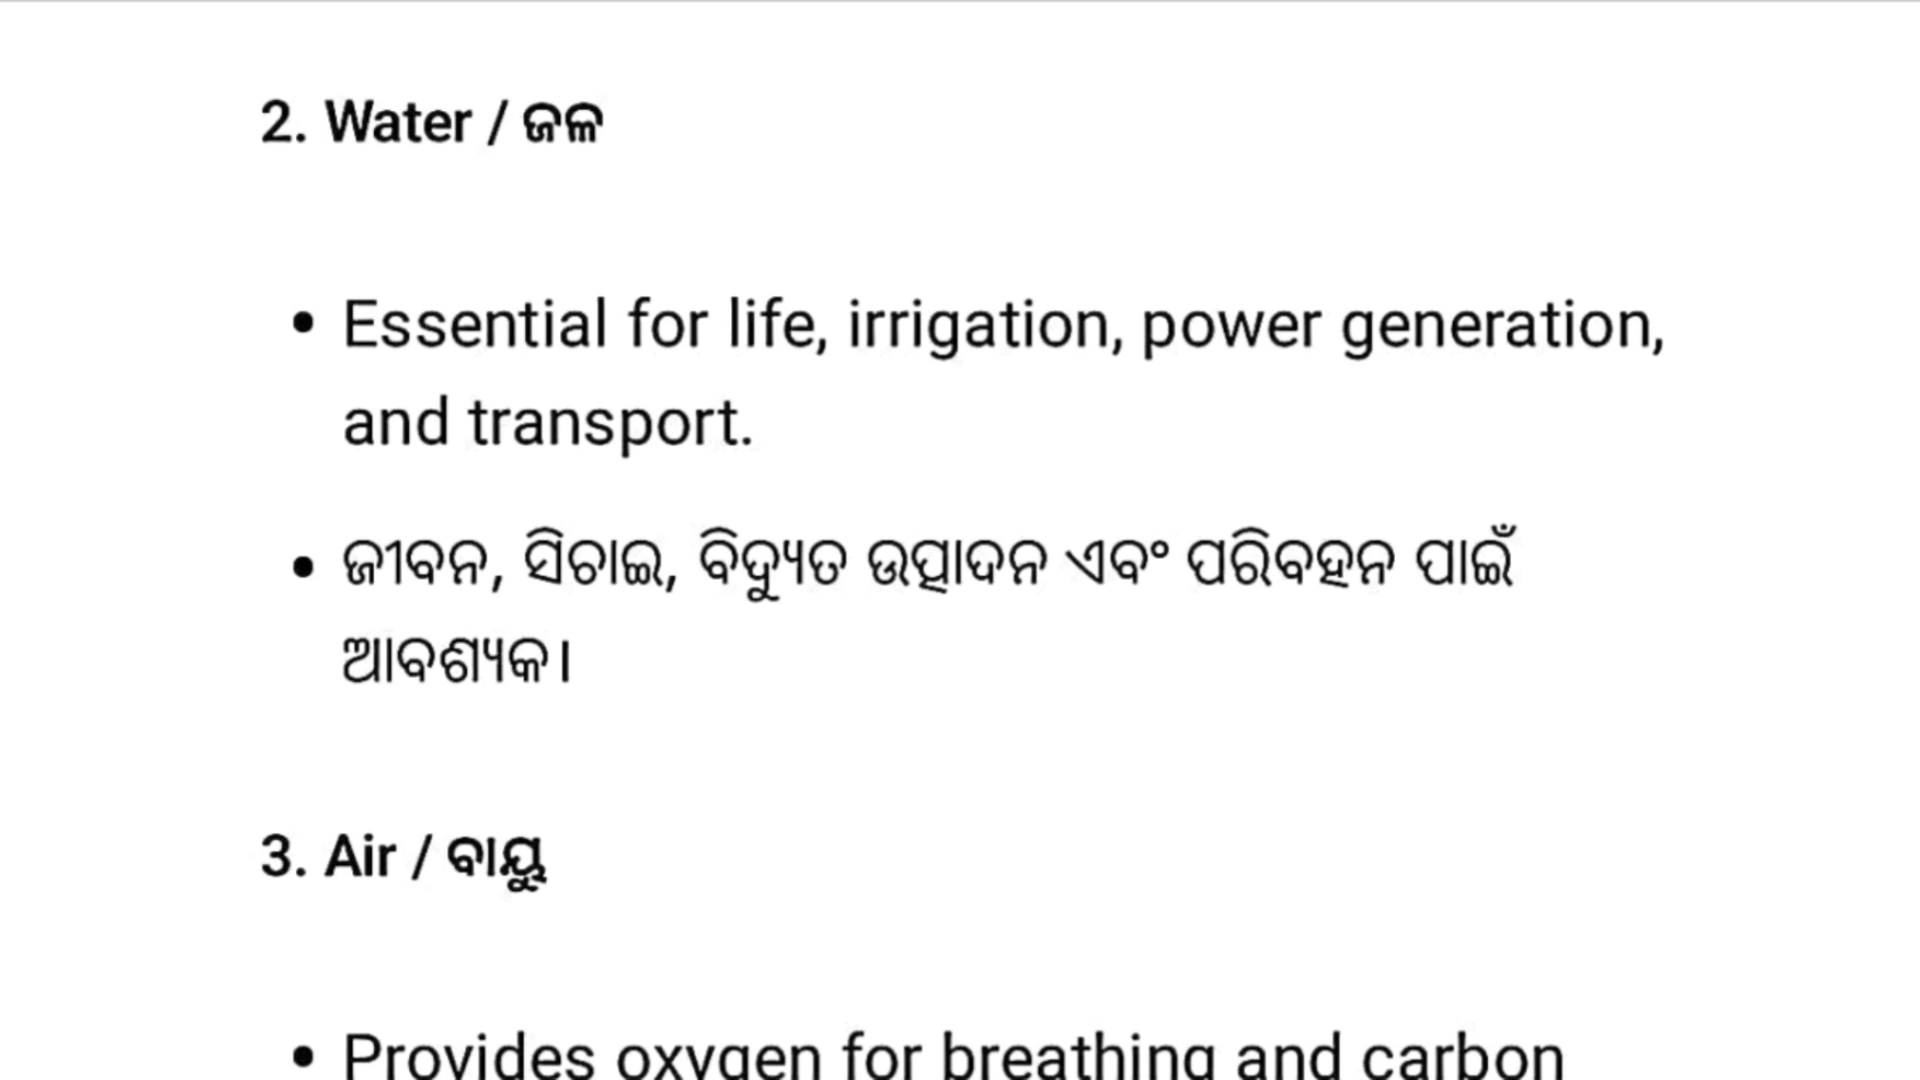 2. Water / ଜଳ
• Essential for life, irrigation, power generation,
and transport.
• ଜୀବନ, ସିଚାଇ, ବିଦ୍ୟୁତ ଉତ୍ପାଦନ ଏବଂ ପରିବହନ ପାଇଁ
ଆବଶ୍ୟକ।
3. Air / ବାୟୁ
• Provides oxygen for breathing and carbon